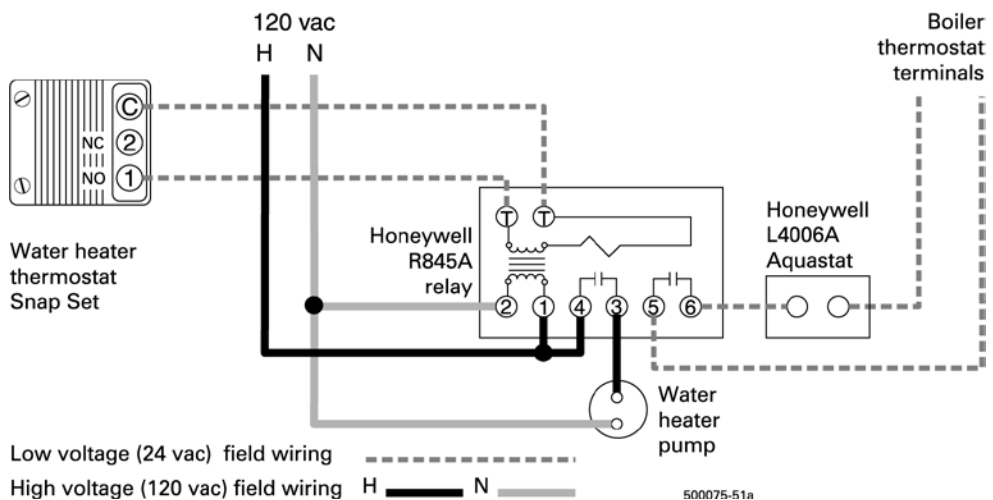 120 vac
H N
Boiler
thermostat
terminals
C
NC 2
NO 1
T T
Water heater
thermostat
Snap Set
Honeywell
R845A
relay
Honeywell
L4006A
Aquastat
2 1 4 3 5 6
Water
heater
pump
Low voltage (24 vac) field wiring
High voltage (120 vac) field wiring H N
500075-51a